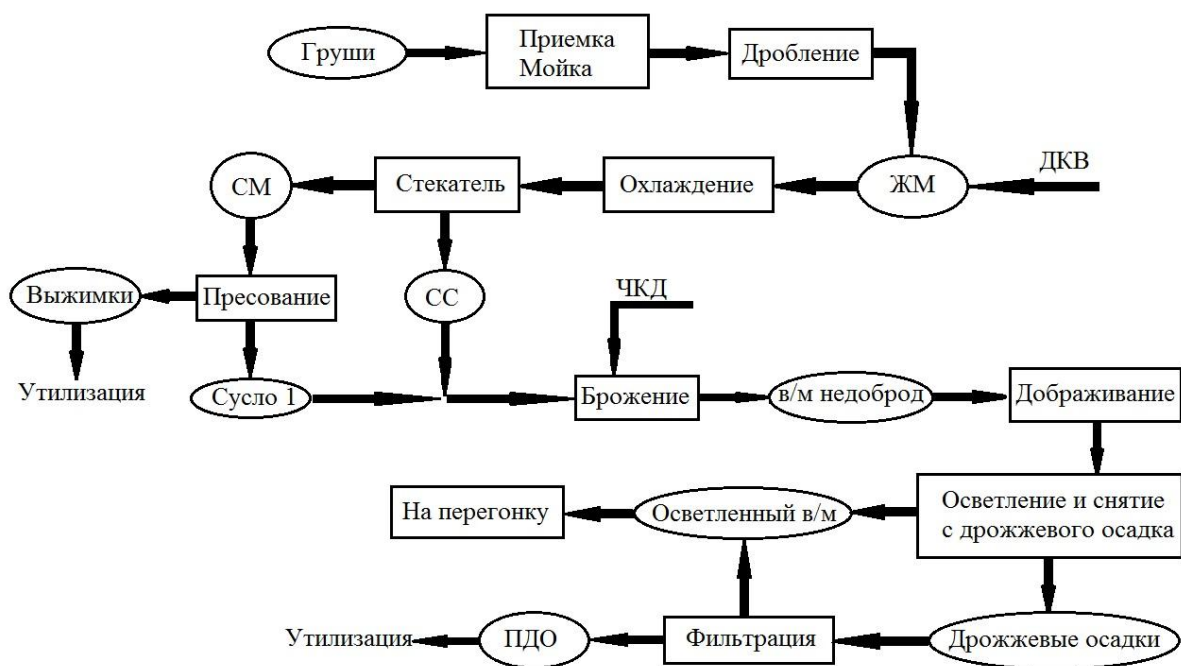 Груши
Приемка
Мойка
Дробление
ДКВ
СМ
Стекатель
Охлаждение
ЖМ
Выжимки
Пресование
СС
ЧКД
Утилизация
Сусло 1
Брожение
в/м недоброд
Дображивание
На перегонку
Осветленный в/м
Осветление и снятие
с дрожжевого осадка
Утилизация
ПДО
Фильтрация
Дрожжевые осадки